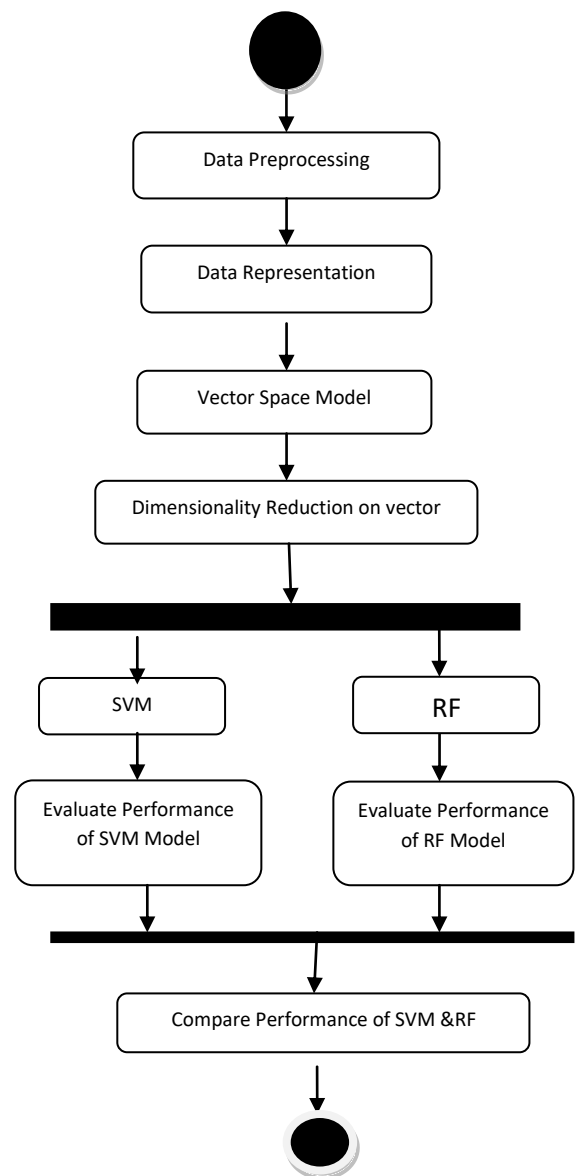 Data Preprocessing
Data Representation
Vector Space Model
Dimensionality Reduction on vector
SVM
RF
Evaluate Performance
of SVM Model
Evaluate Performance
of RF Model
Compare Performance of SVM &RF